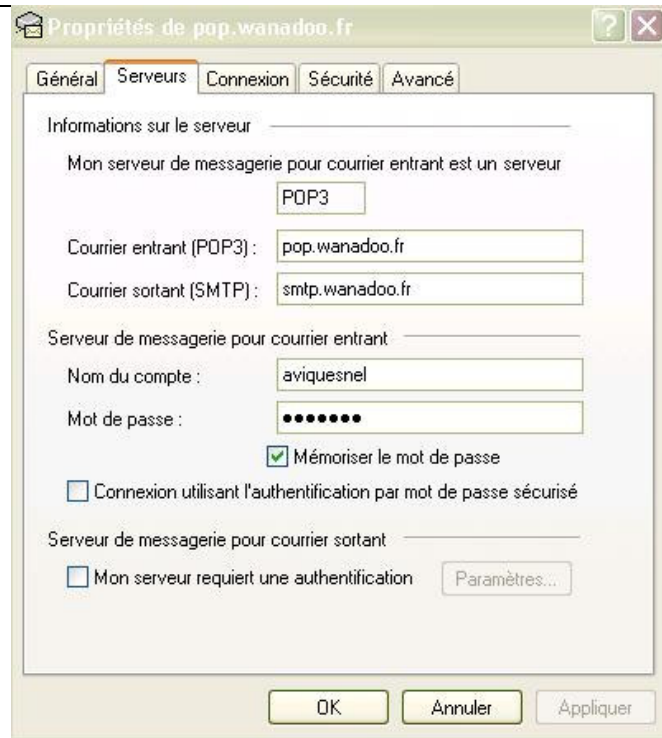 Propriétés de pop.wanadoo.fr
Général Serveurs Connexion Sécurité Avancé
Informations sur le serveur
Mon serveur de messagerie pour courrier entrant est un serveur
POP3
Courrier entrant (POP3) : pop.wanadoo.fr
Courrier sortant (SMTP) : smtp.wanadoo.fr
Serveur de messagerie pour courrier entrant
Nom du compte : aviquesnel
Mot de passe : •••••••
Mémoriser le mot de passe
Connexion utilisant l'authentification par mot de passe sécurisé
Serveur de messagerie pour courrier sortant
Mon serveur requiert une authentification Paramètres...
OK Annuler Appliquer